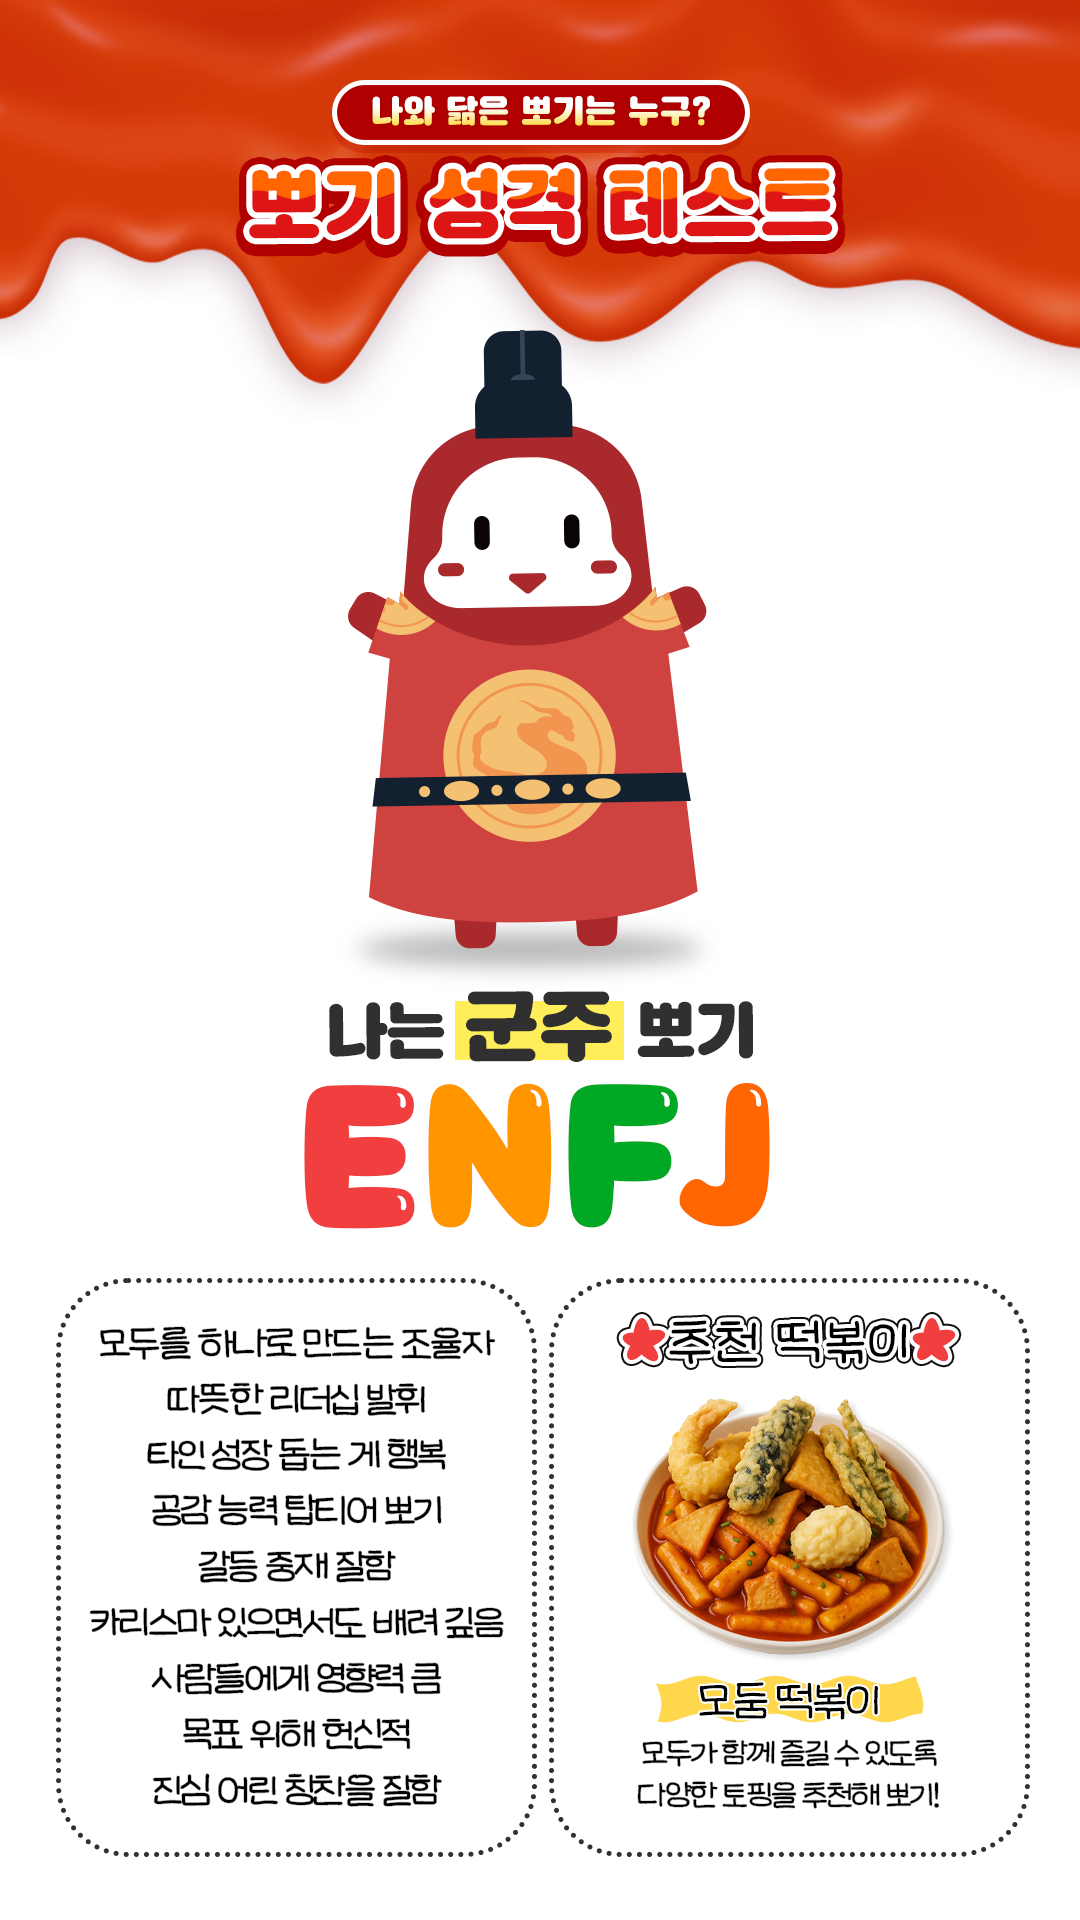 나와 닮은 뽀기는 누구?
뽀기 성격 테스트
나는 군주 뽀기
ENFJ
모두를 하나로 만드는 조율자
따뜻한 리더십 발휘
타인 성장 돕는 게 행복
공감 능력 탑티어 뽀기
갈등 중재 잘함
카리스마 있으면서도 배려 깊음
사람들에게 영향력 큼
목표 위해 헌신적
진심 어린 칭찬을 잘함
추천 떡볶이
모둠 떡볶이
모두가 함께 즐길 수 있도록
다양한 토핑을 추천해 뽀기!